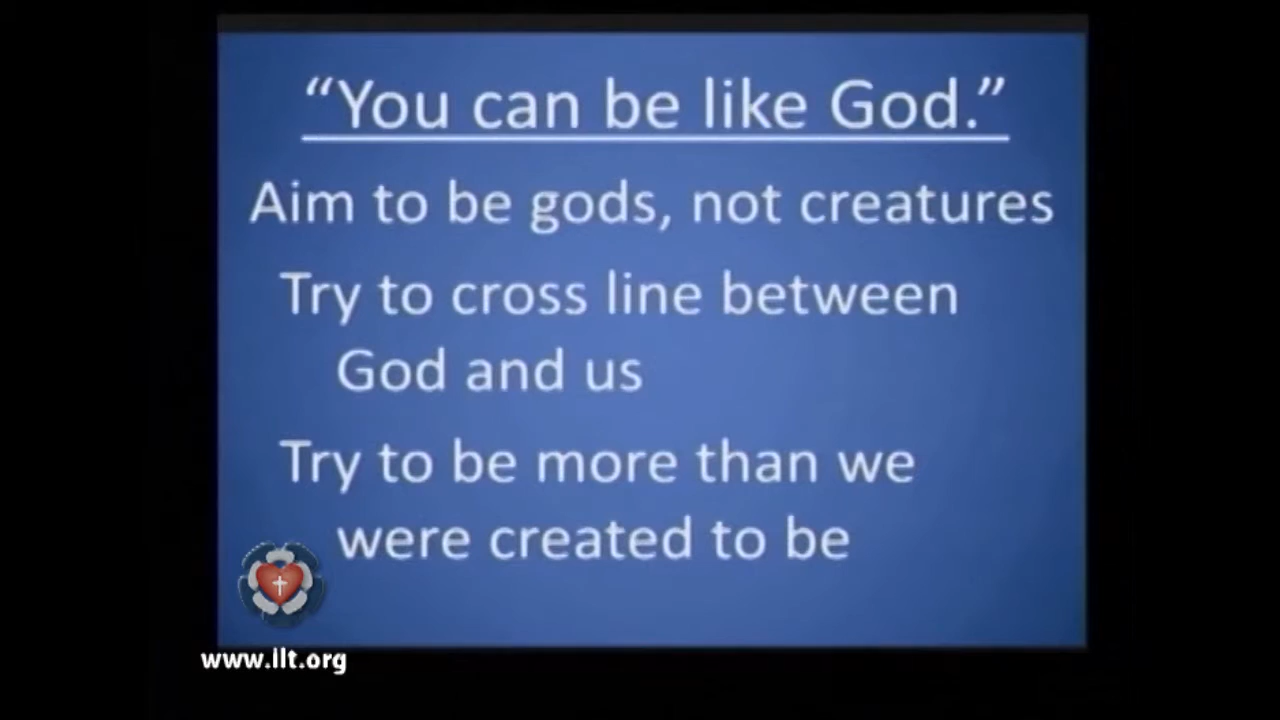 “You can be like God.”
Aim to be gods, not creatures
Try to cross line between
God and us
Try to be more than we
were created to be
www.ilt.org